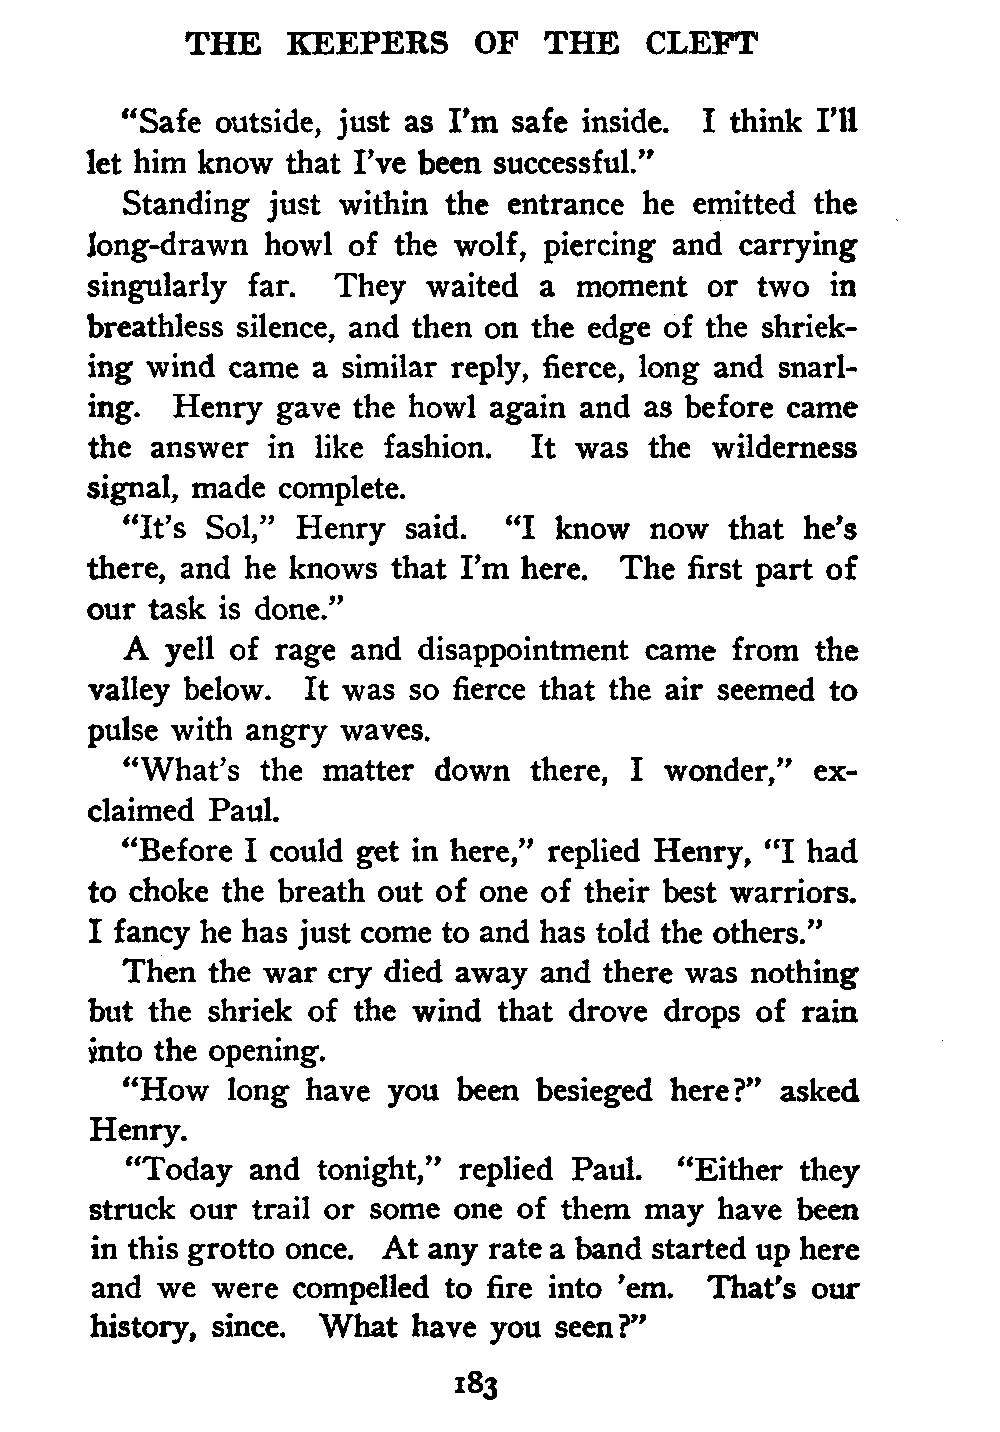 THE KEEPERS OF THE CLEFT
“Safe outside, just as I’m safe inside. I think I’ll
let him know that I’ve been successful.”
Standing just within the entrance he emitted the
long-drawn howl of the wolf, piercing and carrying
singularly far. They waited a moment or two in
breathless silence, and then on the edge of the shriek-
ing wind came a similar reply, fierce, long and snarl-
ing. Henry gave the howl again and as before came
the answer in like fashion. It was the wilderness
signal, made complete.
“It’s Sol,” Henry said. “I know now that he’s
there, and he knows that I’m here. The first part of
our task is done.”
A yell of rage and disappointment came from the
valley below. It was so fierce that the air seemed to
pulse with angry waves.
“What’s the matter down there, I wonder,” ex-
claimed Paul.
“Before I could get in here,” replied Henry, “I had
to choke the breath out of one of their best warriors.
I fancy he has just come to and has told the others.”
Then the war cry died away and there was nothing
but the shriek of the wind that drove drops of rain
into the opening.
“How long have you been besieged here?” asked
Henry.
“Today and tonight,” replied Paul. “Either they
struck our trail or some one of them may have been
in this grotto once. At any rate a band started up here
and we were compelled to fire into ’em. That’s our
history, since. What have you seen?”
183